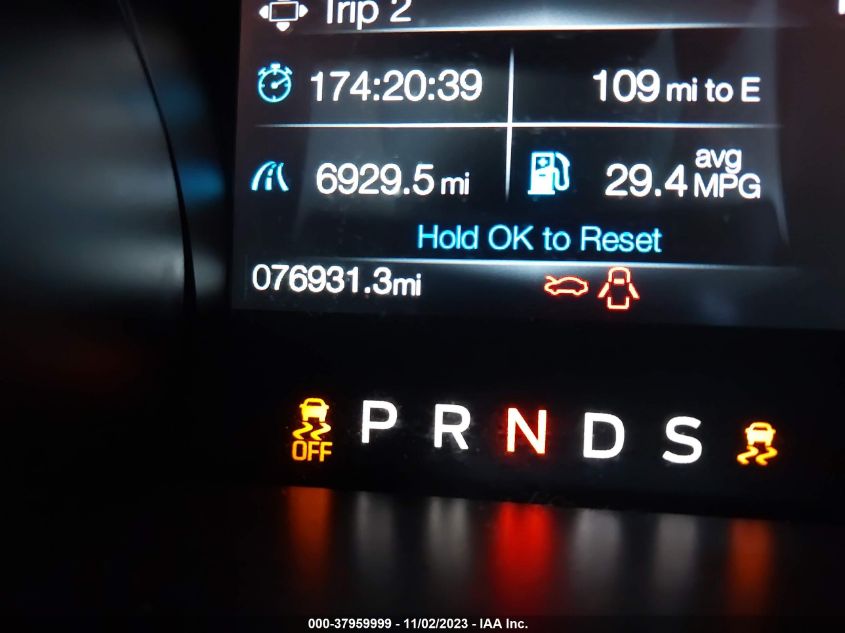 Trip 2
174:20:39 109 mi to E
6929.5 mi 29.4 avg MPG
Hold OK to Reset
076931.3mi
OFF P R N D S
000-37959999 - 11/02/2023 - IAA Inc.